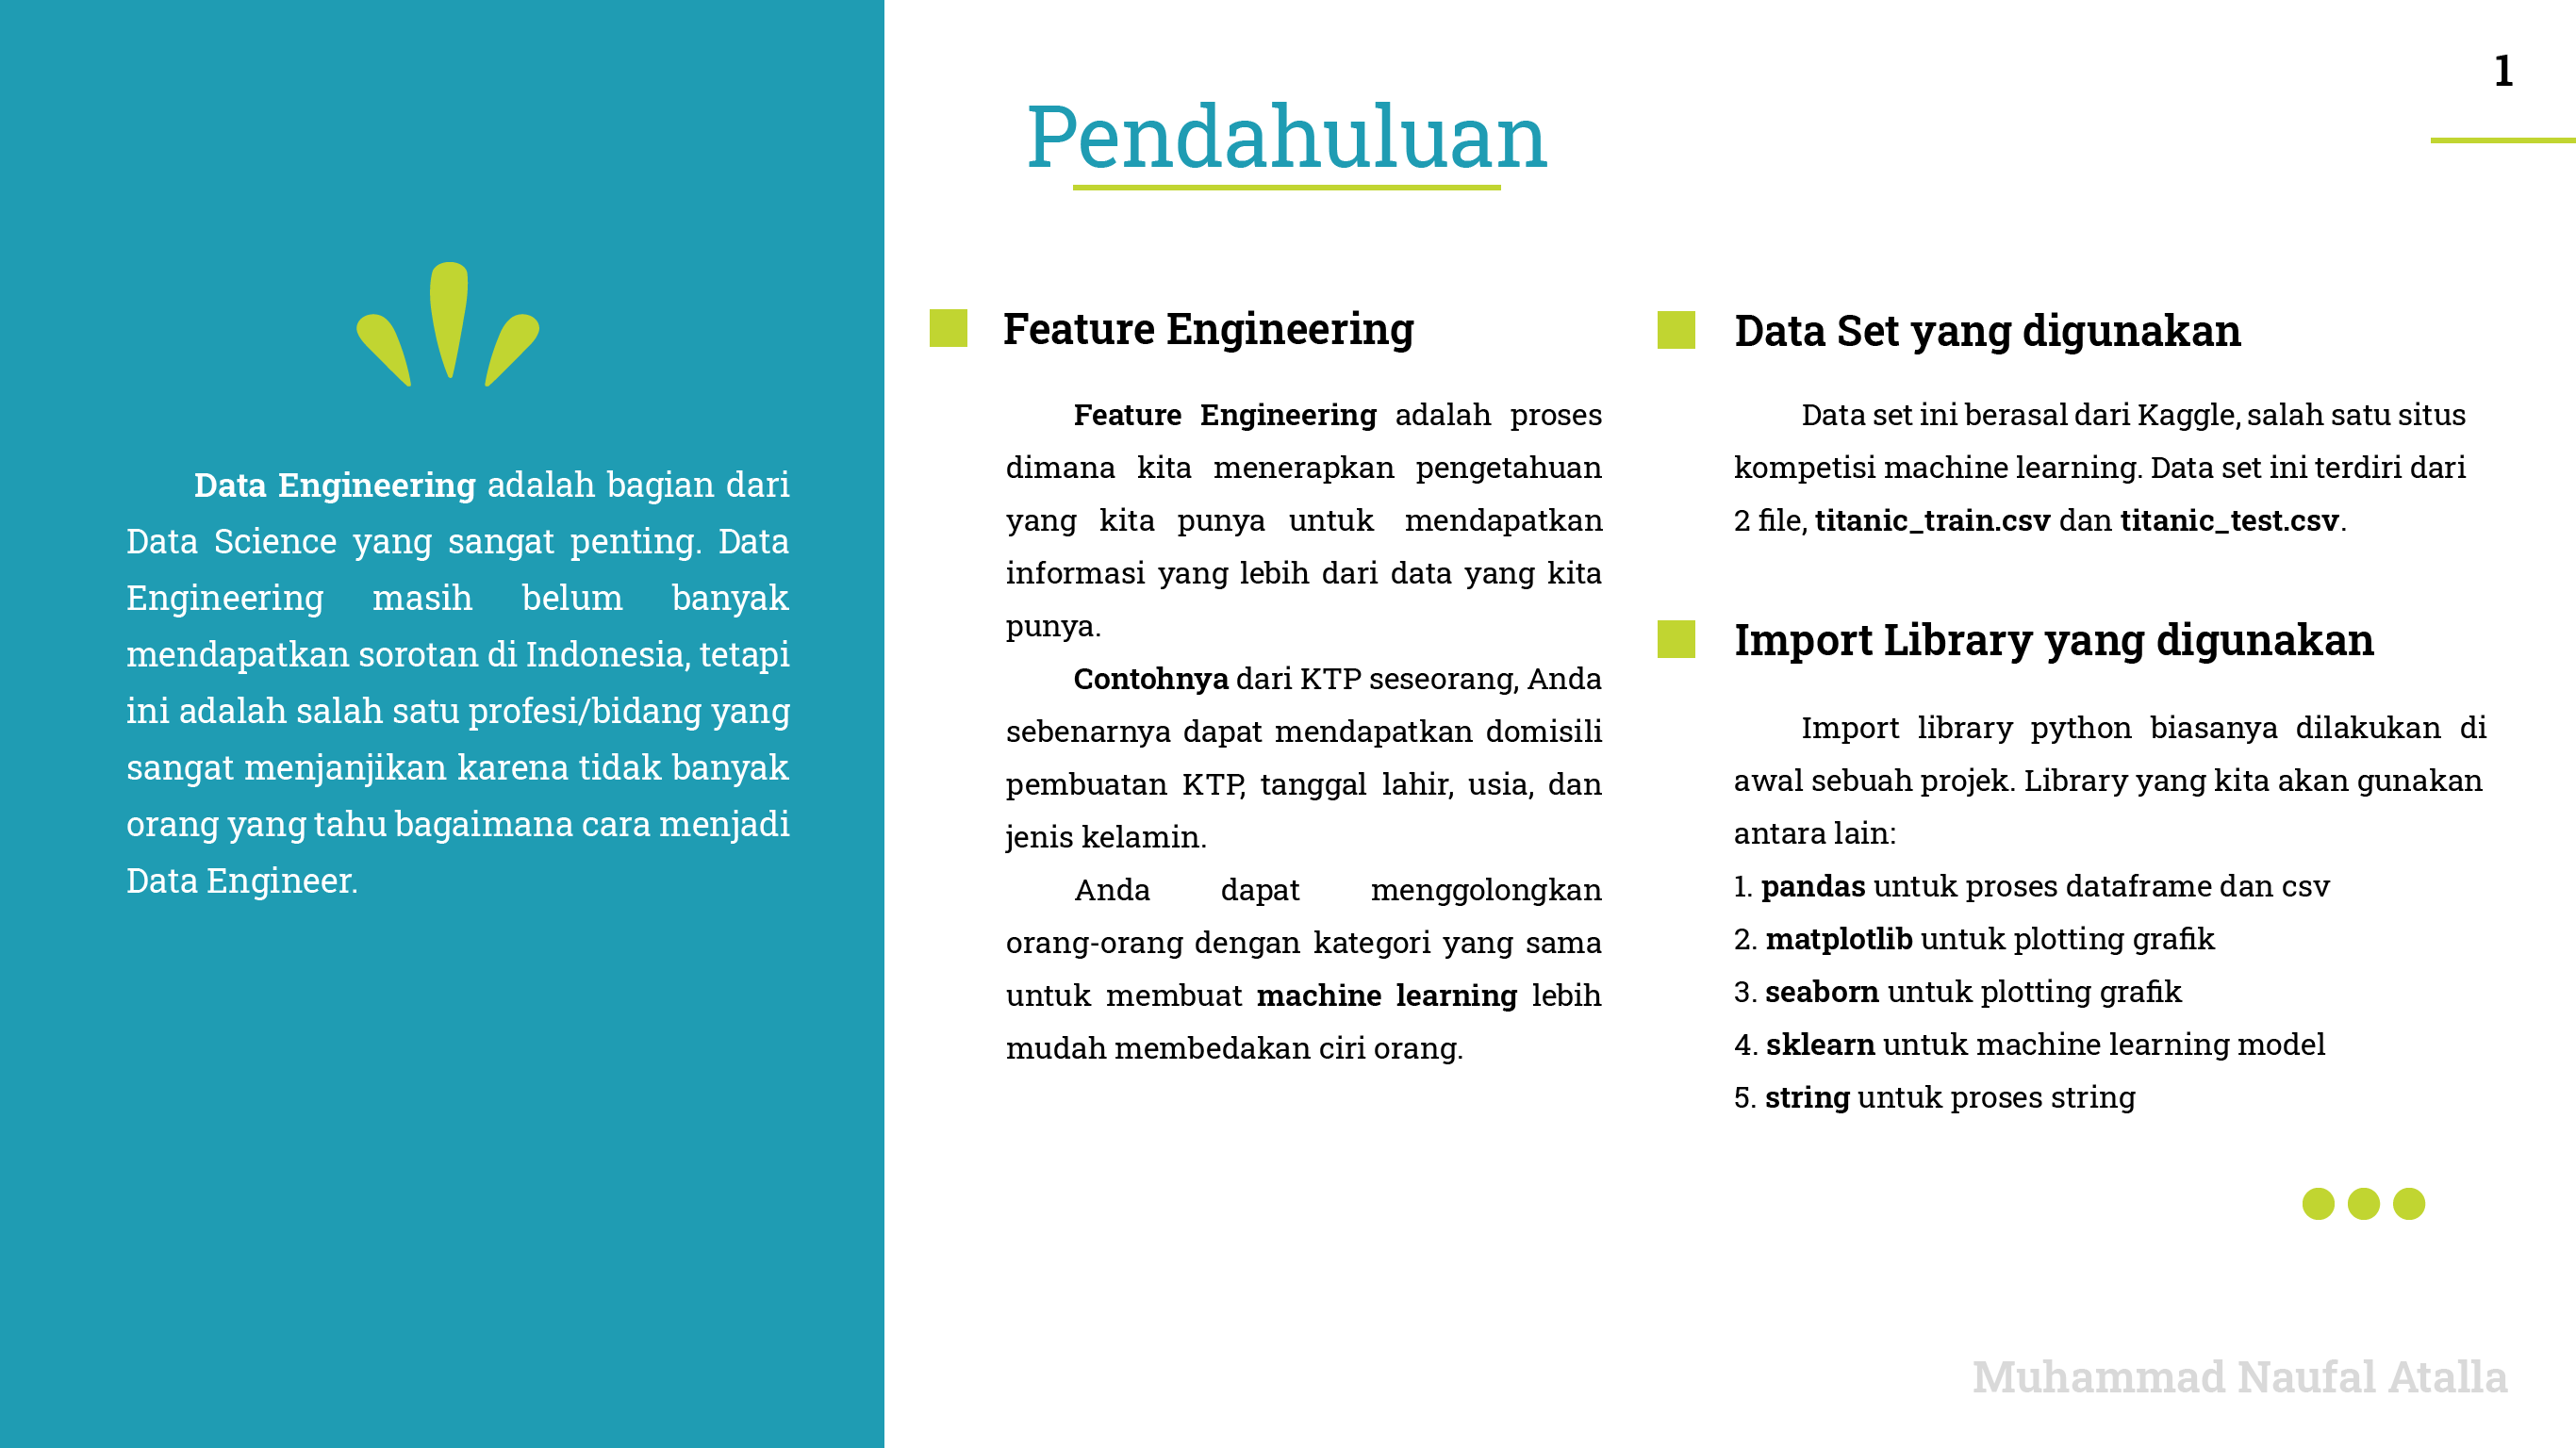 1
Pendahuluan
Data Engineering adalah bagian dari
Data Science yang sangat penting. Data
Engineering masih belum banyak
mendapatkan sorotan di Indonesia, tetapi
ini adalah salah satu profesi/bidang yang
sangat menjanjikan karena tidak banyak
orang yang tahu bagaimana cara menjadi
Data Engineer.
Feature Engineering
Feature Engineering adalah proses
dimana kita menerapkan pengetahuan
yang kita punya untuk mendapatkan
informasi yang lebih dari data yang kita
punya.
Contohnya dari KTP seseorang, Anda
sebenarnya dapat mendapatkan domisili
pembuatan KTP, tanggal lahir, usia, dan
jenis kelamin.
Anda dapat menggolongkan
orang-orang dengan kategori yang sama
untuk membuat machine learning lebih
mudah membedakan ciri orang.
Data Set yang digunakan
Data set ini berasal dari Kaggle, salah satu situs
kompetisi machine learning. Data set ini terdiri dari
2 file, titanic_train.csv dan titanic_test.csv.
Import Library yang digunakan
Import library python biasanya dilakukan di
awal sebuah projek. Library yang kita akan gunakan
antara lain:
1. pandas untuk proses dataframe dan csv
2. matplotlib untuk plotting grafik
3. seaborn untuk plotting grafik
4. sklearn untuk machine learning model
5. string untuk proses string
Muhammad Naufal Atalla